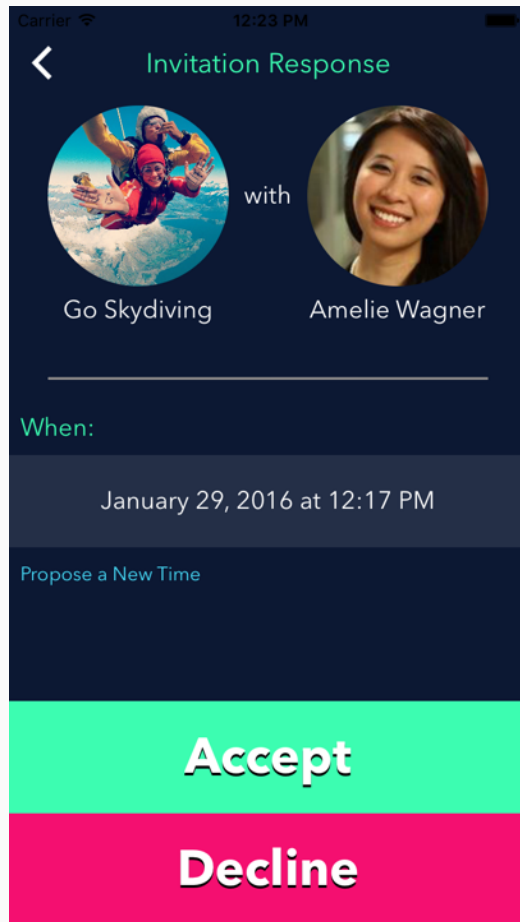 Carrier 12:23 PM
Invitation Response
with
Go Skydiving Amelie Wagner
When:
January 29, 2016 at 12:17 PM
Propose a New Time
Accept
Decline